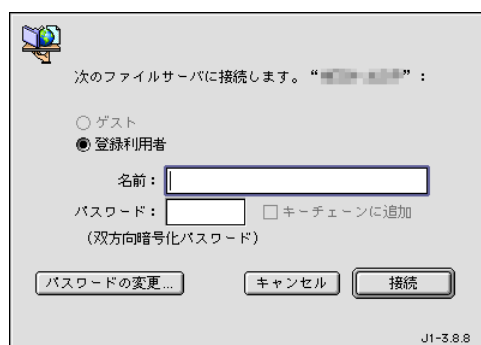 次のファイルサーバに接続します。“ ”：
ゲスト
登録利用者
名前：
パスワード：
キーチェーンに追加
(双方向暗号化パスワード)
パスワードの変更...
キャンセル
接続
J1-3.8.8